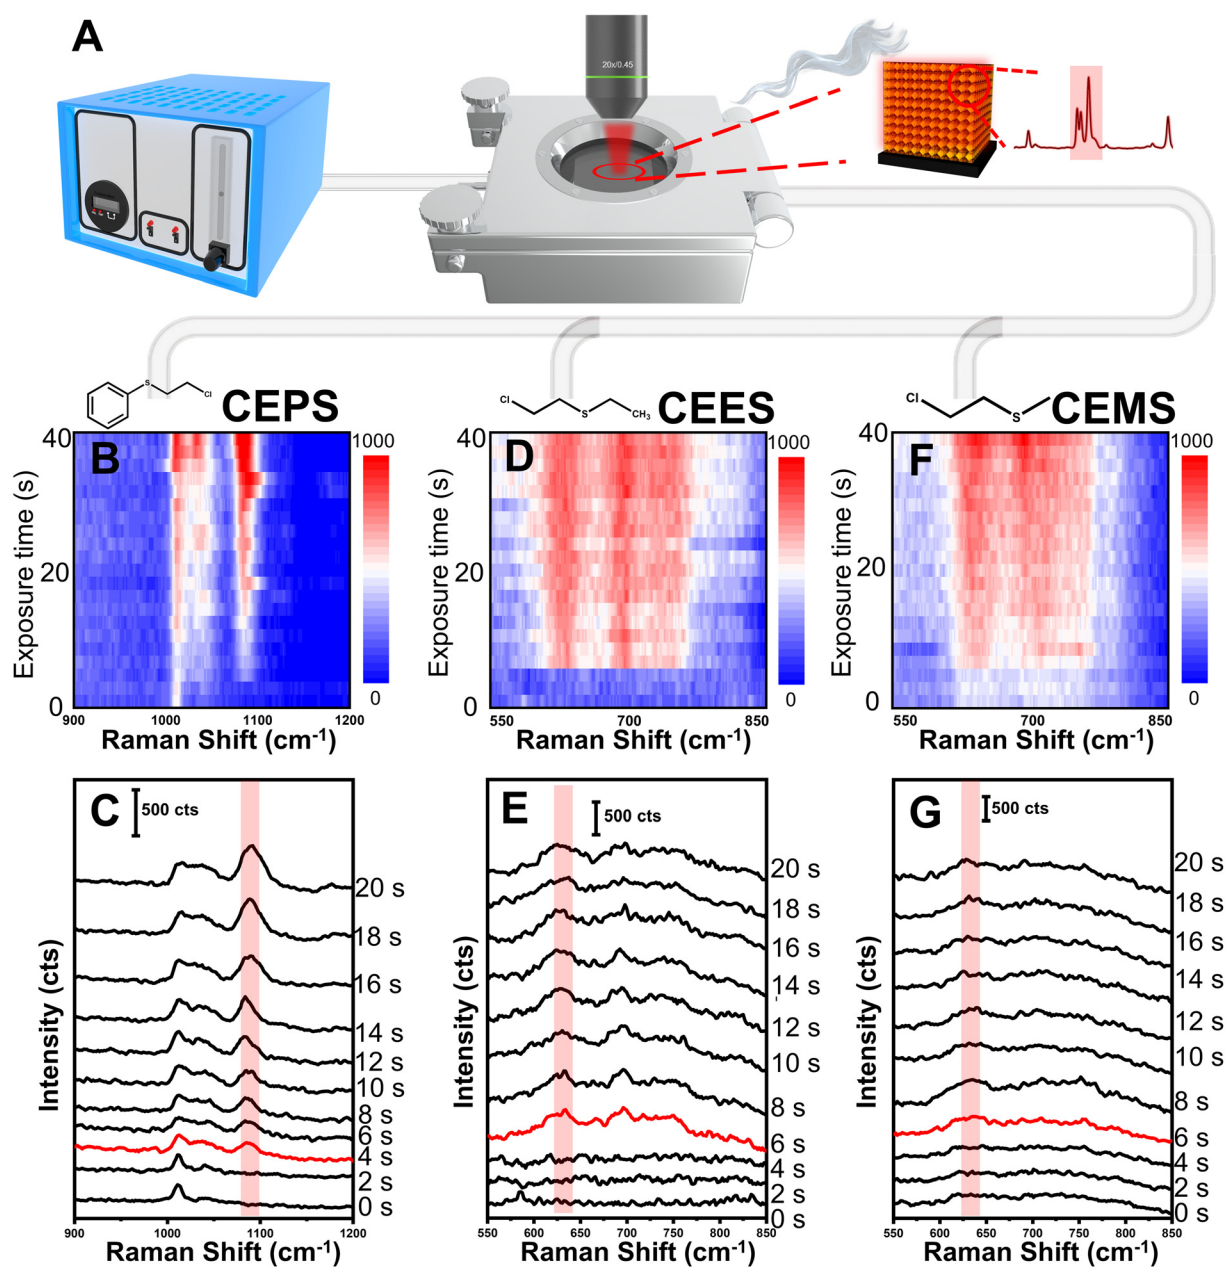 A
20x/0.45
S
Cl
CEPS
Cl
S
CH3
CEES
Cl
S
CEMS
B
40
20
0
Exposure time (s)
900
1000
1100
1200
Raman Shift (cm-1)
1000
0
D
40
20
0
Exposure time (s)
550
700
850
Raman Shift (cm-1)
1000
0
F
40
20
0
Exposure time (s)
550
700
850
Raman Shift (cm-1)
1000
0
C
500 cts
20 s
18 s
16 s
14 s
12 s
10 s
8 s
6 s
4 s
2 s
0 s
Intensity (cts)
900
1000
1100
1200
Raman Shift (cm-1)
E
500 cts
20 s
18 s
16 s
14 s
12 s
10 s
8 s
6 s
4 s
2 s
0 s
Intensity (cts)
550
600
650
700
750
800
850
Raman Shift (cm-1)
G
500 cts
20 s
18 s
16 s
14 s
12 s
10 s
8 s
6 s
4 s
2 s
0 s
Intensity (cts)
550
600
650
700
750
800
850
Raman Shift (cm-1)